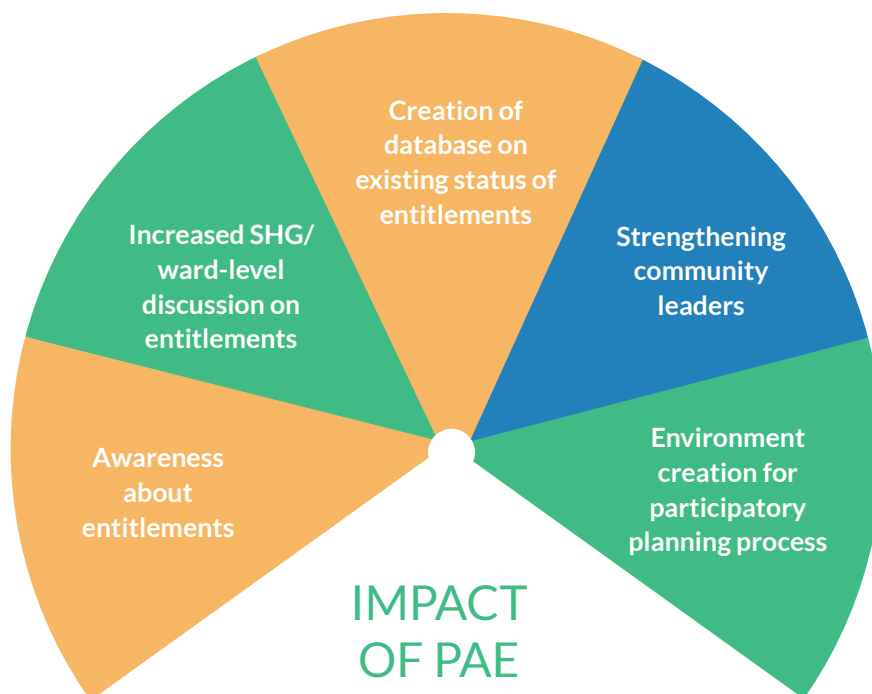 Awareness
about
entitlements
Increased SHG/
ward-level
discussion on
entitlements
Creation of
database on
existing status of
entitlements
Strengthening
community
leaders
Environment
creation for
participatory
planning process
IMPACT
OF PAE